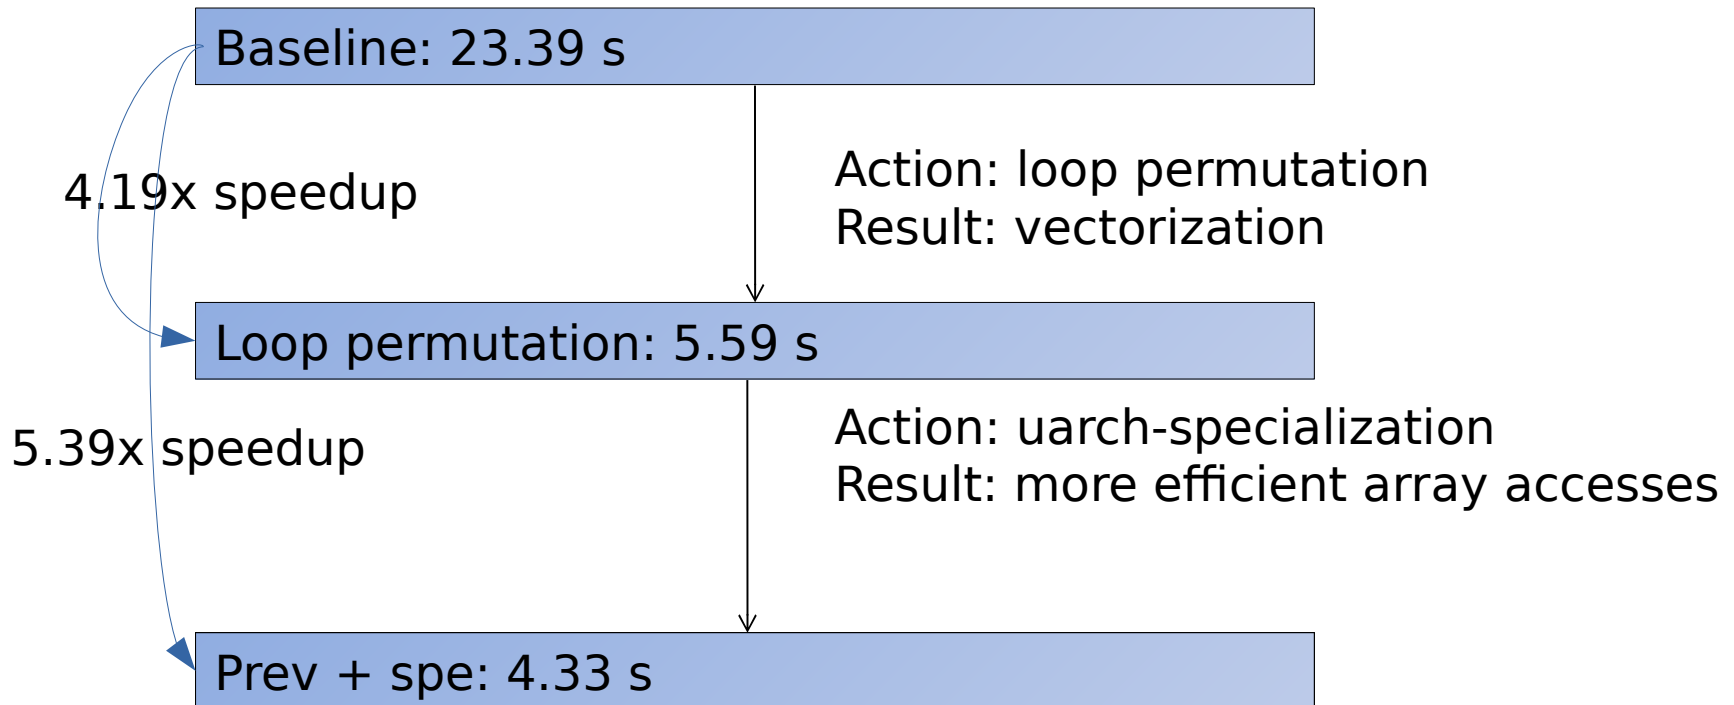 Baseline: 23.39 s
4.19x speedup
Action: loop permutation
Result: vectorization
Loop permutation: 5.59 s
5.39x speedup
Action: uarch-specialization
Result: more efficient array accesses
Prev + spe: 4.33 s